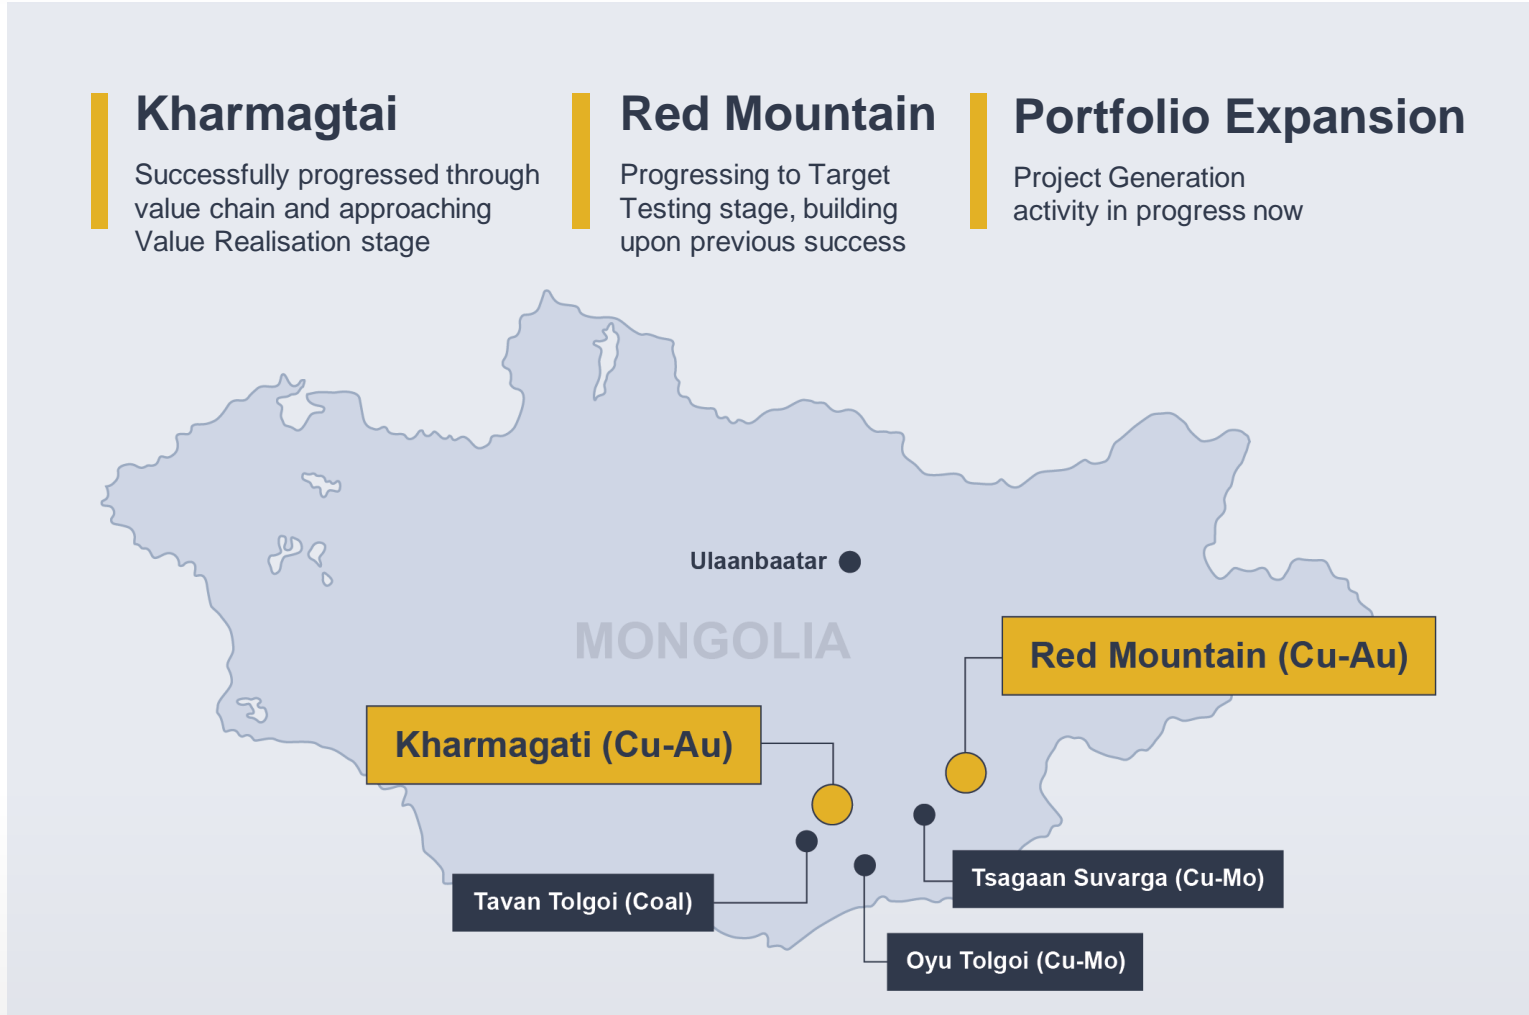 Kharmagtai
Successfully progressed through
value chain and approaching
Value Realisation stage
Red Mountain
Progressing to Target
Testing stage, building
upon previous success
Portfolio Expansion
Project Generation
activity in progress now
Ulaanbaatar
MONGOLIA
Red Mountain (Cu-Au)
Kharmagati (Cu-Au)
Tsagaan Suvarga (Cu-Mo)
Tavan Tolgoi (Coal)
Oyu Tolgoi (Cu-Mo)